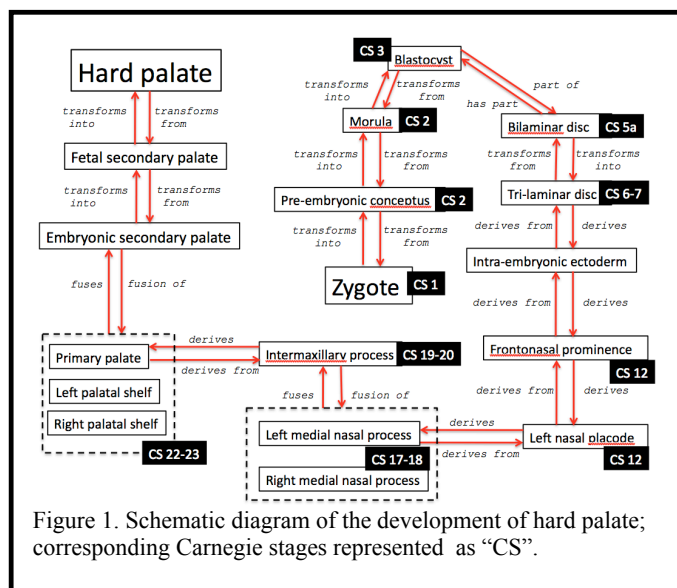 CS 3
Blastocyst
Hard palate
transforms
into
transforms
from
transforms
into
transforms
from
part of
has part
Morula
CS 2
Bilaminar disc
CS 5a
Fetal secondary palate
transforms
into
transforms
from
transforms
from
transforms
into
transforms
into
transforms
from
Pre-embryonic conceptus
CS 2
Tri-laminar disc
CS 6-7
Embryonic secondary palate
transforms
into
transforms
from
derives from
derives
Intra-embryonic ectoderm
Zygote
CS 1
fuses
fusion of
derives from
derives
derives
Primary palate
derives from
Intermaxillary process
CS 19-20
Frontonasal prominence
CS 12
Left palatal shelf
Right palatal shelf
CS 22-23
fuses
fusion of
derives
from
derives
Left medial nasal process
CS 17-18
Right medial nasal process
derives
derives from
Left nasal placode
CS 12
Figure 1. Schematic diagram of the development of hard palate;
corresponding Carnegie stages represented as “CS”.